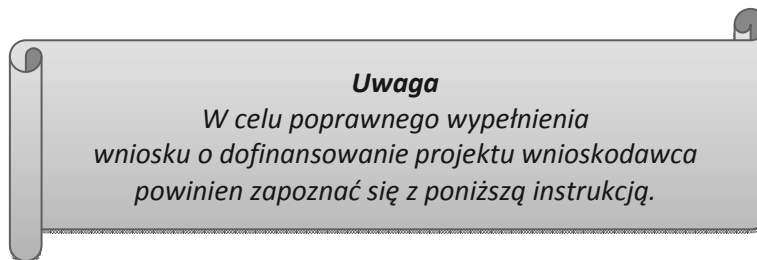 Uwaga
W celu poprawnego wypełnienia
wniosku o dofinansowanie projektu wnioskodawca
powinien zapoznać się z poniższą instrukcją.